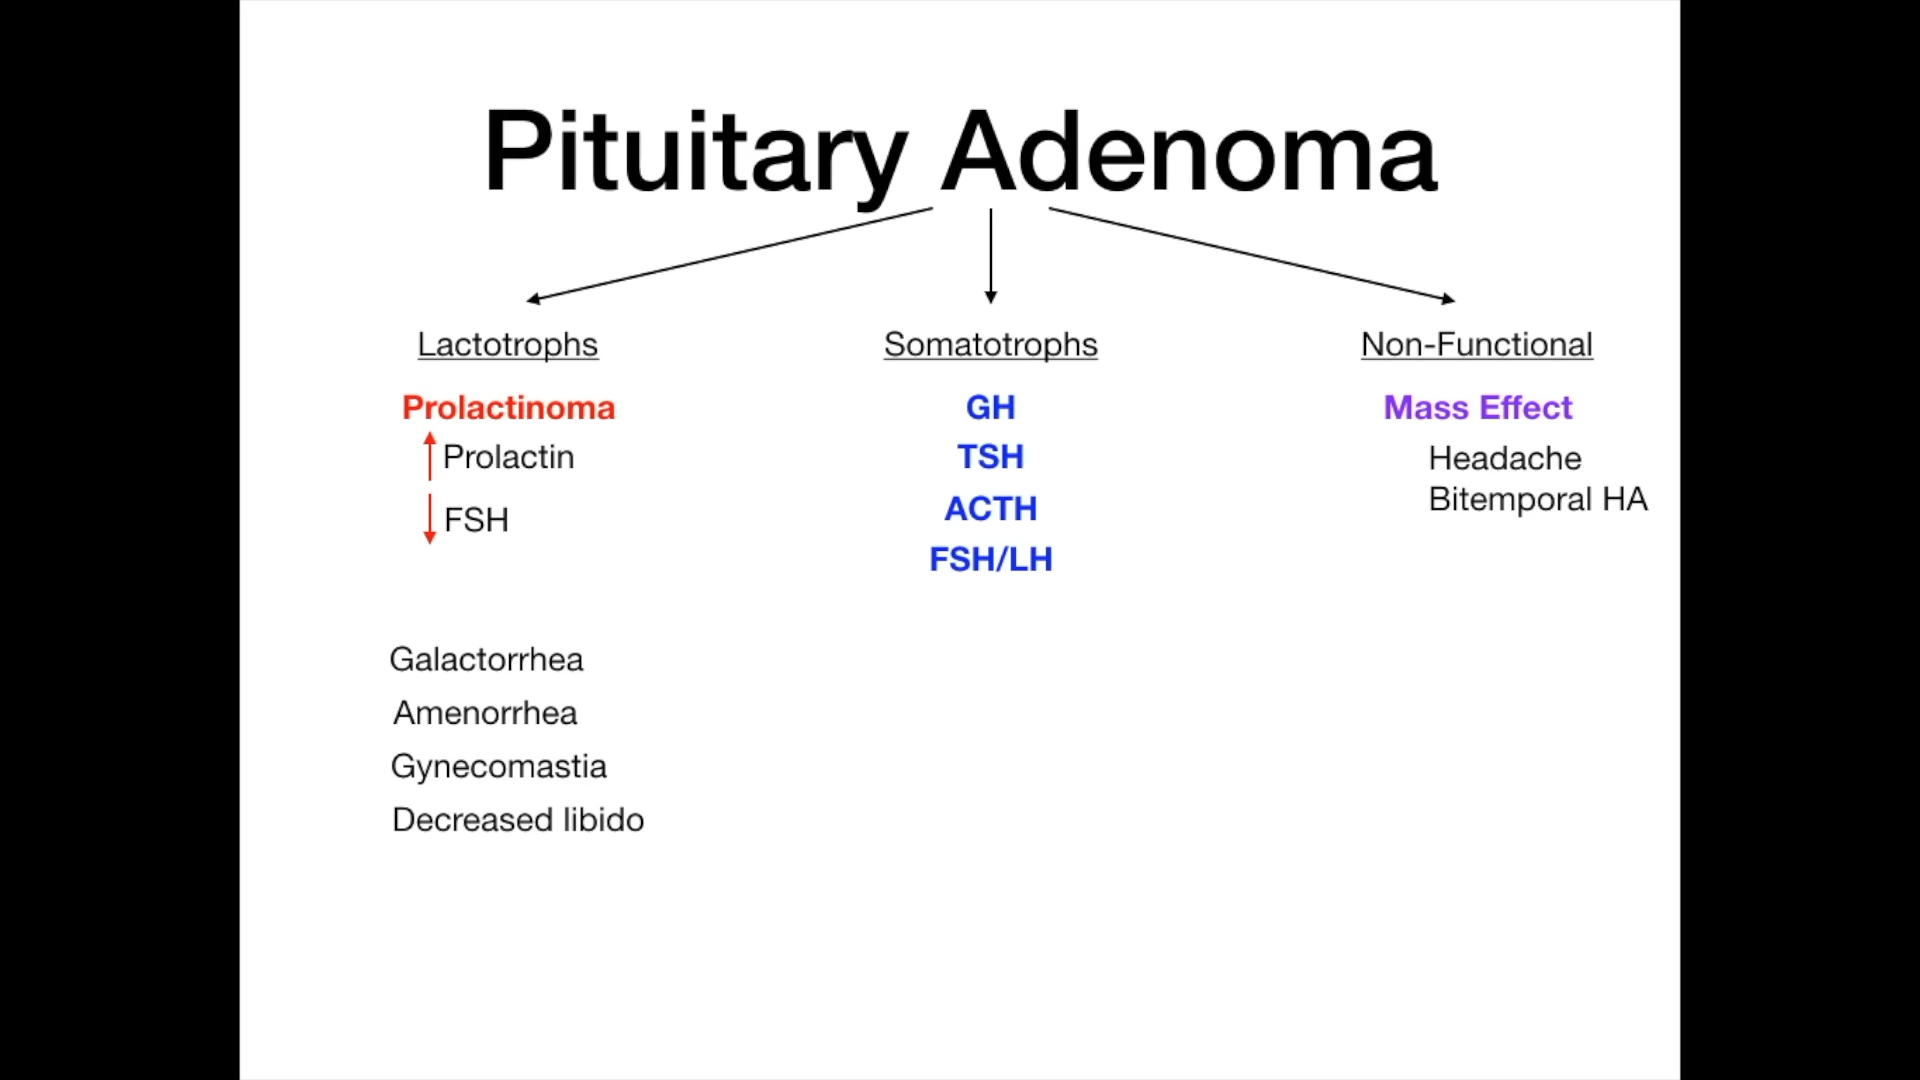 Pituitary Adenoma
Lactotrophs
Prolactinoma
Prolactin
FSH
Galactorrhea
Amenorrhea
Gynecomastia
Decreased libido
Somatotrophs
GH
TSH
ACTH
FSH/LH
Non-Functional
Mass Effect
Headache
Bitemporal HA